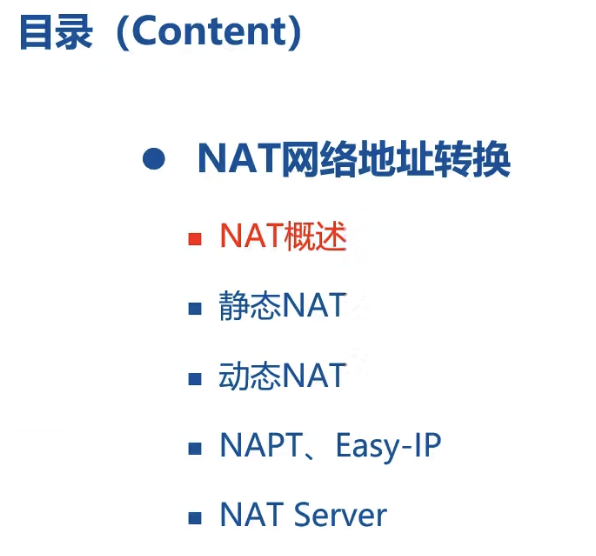 目录（Content）
NAT网络地址转换
NAT概述
静态NAT
动态NAT
NAPT、Easy-IP
NAT Server